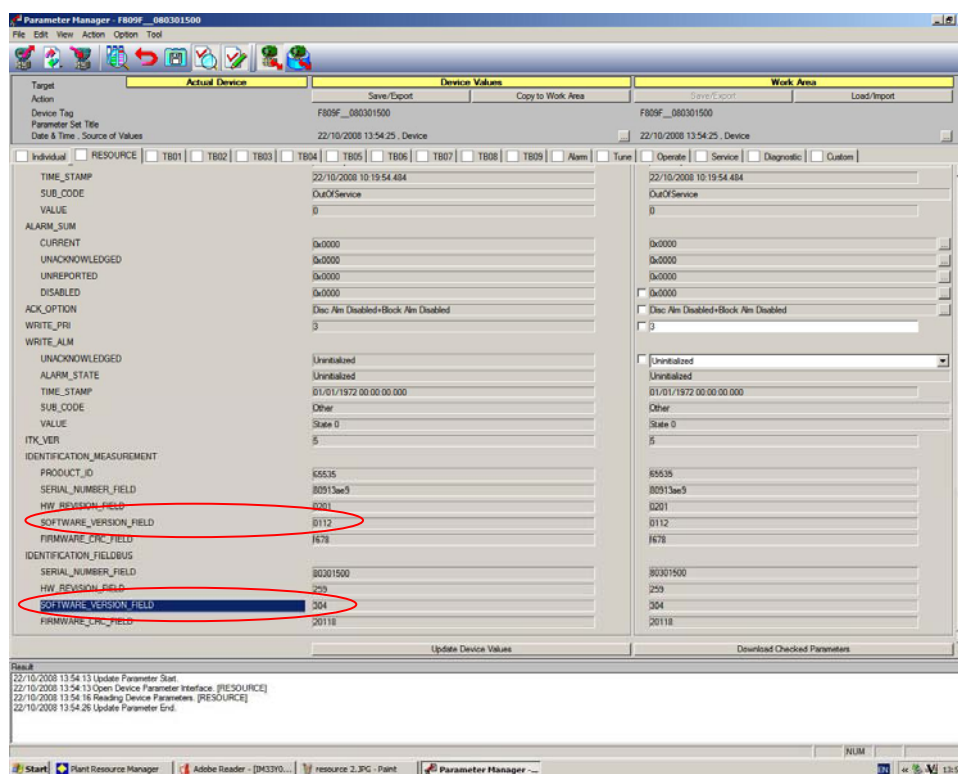 Parameter Manager - F809F__080301500
File Edit View Action Option Tool
Target Actual Device Device Values Work Area
Action Save/Export Copy to Work Area Save/Export Load/Import
Device Tag F809F__080301500 F809F__080301500
Parameter Set Title
Date & Time , Source of Values 22/10/2008 13:54:25 , Device ... 22/10/2008 13:54:25 , Device ...
Individual RESOURCE TB01 TB02 TB03 TB04 TB05 TB06 TB07 TB08 TB09 Alarm Tune Operate Service Diagnostic Custom
TIME_STAMP 22/10/2008 10:19:54.484 22/10/2008 10:19:54.484
SUB_CODE OutOfService OutOfService
VALUE 0 0
ALARM_SUM
CURRENT 0x0000 0x0000 ...
UNACKNOWLEDGED 0x0000 0x0000 ...
UNREPORTED 0x0000 0x0000 ...
DISABLED 0x0000 0x0000 ...
ACK_OPTION Disc Alm Disabled+Block Alm Disabled Disc Alm Disabled+Block Alm Disabled ...
WRITE_PRI 3 3
WRITE_ALM
UNACKNOWLEDGED Uninitialized Uninitialized
ALARM_STATE Uninitialized Uninitialized
TIME_STAMP 01/01/1972 00:00:00.000 01/01/1972 00:00:00.000
SUB_CODE Other Other
VALUE State 0 State 0
ITK_VER 5 5
IDENTIFICATION_MEASUREMENT
PRODUCT_ID 65535 65535
SERIAL_NUMBER_FIELD 80913ae9 80913ae9
HW_REVISION_FIELD 0201 0201
SOFTWARE_VERSION_FIELD 0112 0112
FIRMWARE_CRC_FIELD f678 f678
IDENTIFICATION_FIELDBUS
SERIAL_NUMBER_FIELD 80301500 80301500
HW_REVISION_FIELD 259 259
SOFTWARE_VERSION_FIELD 304 304
FIRMWARE_CRC_FIELD 20118 20118
Update Device Values Download Checked Parameters
Result
22/10/2008 13:54:13 Update Parameter Start.
22/10/2008 13:54:13 Open Device Parameter Interface. [RESOURCE]
22/10/2008 13:54:16 Reading Device Parameters. [RESOURCE]
22/10/2008 13:54:26 Update Parameter End.
NUM
Start Plant Resource Manager Adobe Reader - [IM33Y0... resource 2.JPG - Paint Parameter Manager -... EN